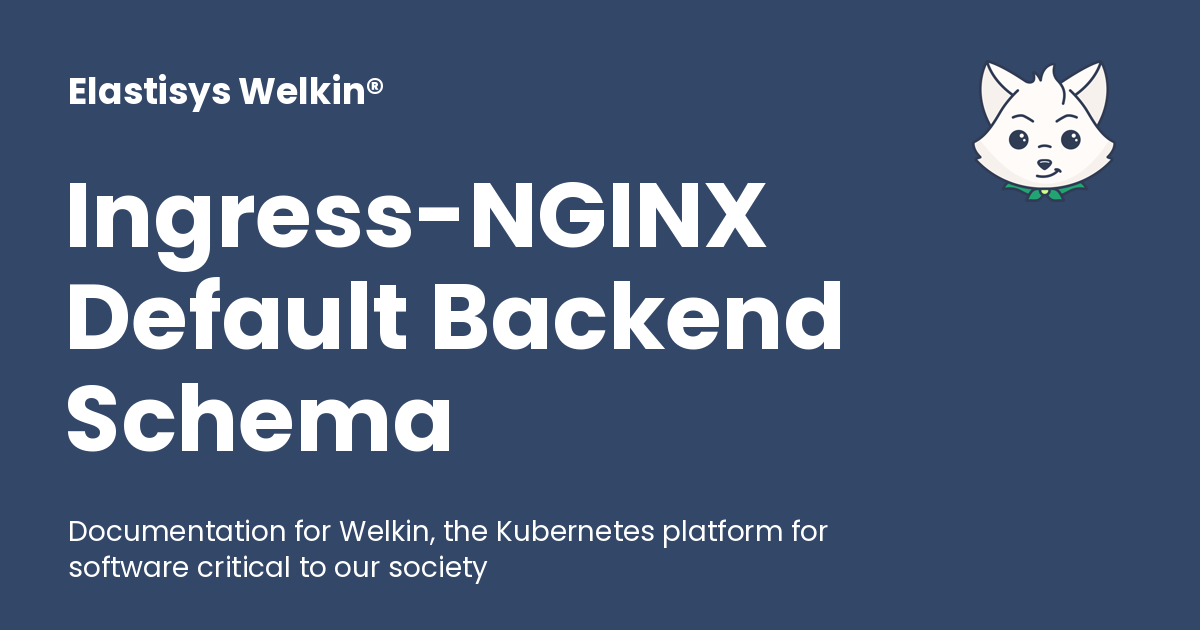 Elastisys Welkin®
Ingress-NGINX
Default Backend
Schema
Documentation for Welkin, the Kubernetes platform for
software critical to our society